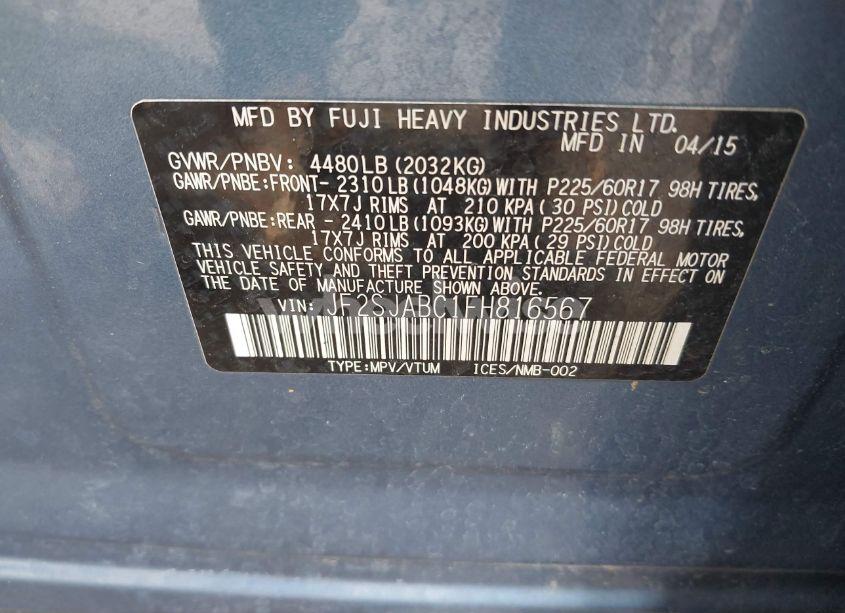 MFD BY FUJI HEAVY INDUSTRIES LTD.
MFD IN 04/15
GVWR/PNBV: 4480LB (2032KG)
GAWR/PNBE:FRONT- 2310LB (1048KG) WITH P225/60R17 98H TIRES,
17X7J RIMS AT 210 KPA ( 30 PSI) COLD
GAWR/PNBE:REAR - 2410LB (1093KG) WITH P225/60R17 98H TIRES,
17X7J RIMS AT 200 KPA ( 29 PSI) COLD
THIS VEHICLE CONFORMS TO ALL APPLICABLE FEDERAL MOTOR
VEHICLE SAFETY AND THEFT PREVENTION STANDARDS IN EFFECT ON
THE DATE OF MANUFACTURE SHOWN ABOVE.
VIN: JF2SJABC1FH816567
TYPE:MPV/VTUM ICES/NMB-002